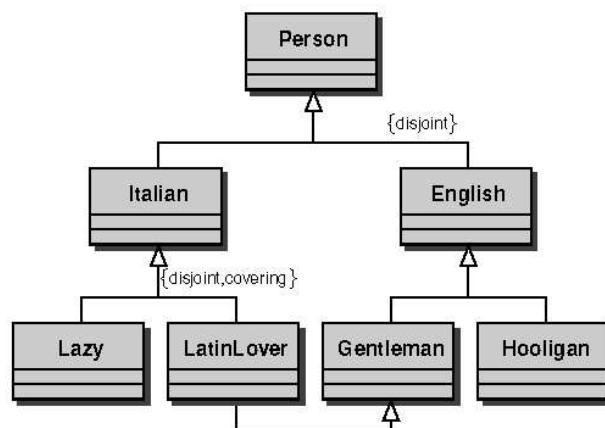 Person
{disjoint}
Italian
English
{disjoint,covering}
Lazy
LatinLover
Gentleman
Hooligan